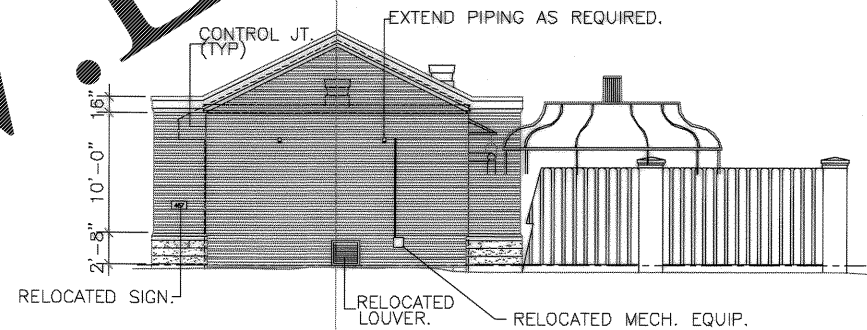 EXTEND PIPING AS REQUIRED.
CONTROL JT.
(TYP)
16"
10'-0"
2'-8"
RELOCATED SIGN.
RELOCATED
LOUVER.
RELOCATED MECH. EQUIP.